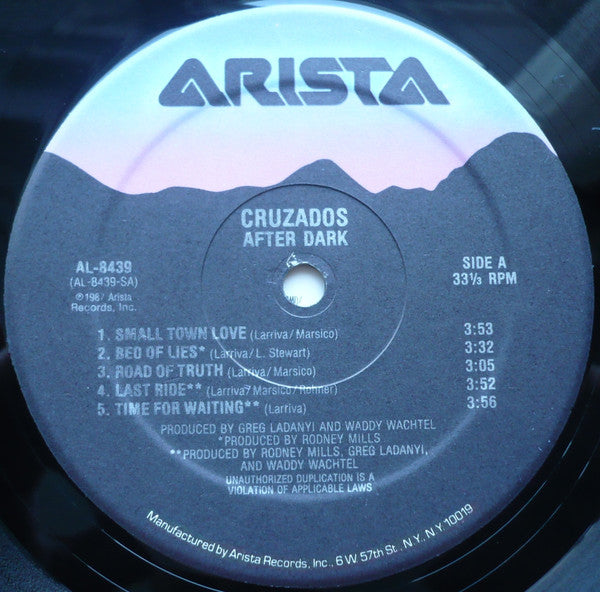 ARISTA
CRUZADOS
AFTER DARK
AL-8439
(AL-8439-SA)
℗1987 Arista
Records, Inc.
SIDE A
33⅓ RPM
1. SMALL TOWN LOVE (Larriva/Marsico) 3:53
2. BED OF LIES* (Larriva/L. Stewart) 3:32
3. ROAD OF TRUTH (Larriva/Marsico) 3:05
4. LAST RIDE** (Larriva/Marsico/Rohner) 3:52
5. TIME FOR WAITING** (Larriva) 3:56
PRODUCED BY GREG LADANYI AND WADDY WACHTEL
*PRODUCED BY RODNEY MILLS
**PRODUCED BY RODNEY MILLS, GREG LADANYI,
AND WADDY WACHTEL
UNAUTHORIZED DUPLICATION IS A
VIOLATION OF APPLICABLE LAWS
Manufactured by Arista Records, Inc., 6 W. 57th St., N.Y., N.Y. 10019